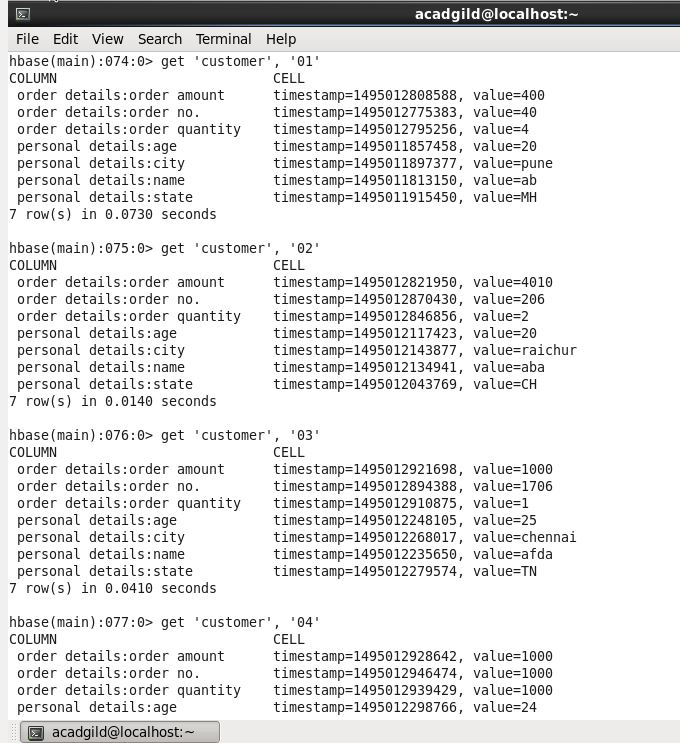 acadgild@localhost:~
File Edit View Search Terminal Help
hbase(main):074:0> get 'customer', '01'
COLUMN CELL
order details:order amount timestamp=1495012808588, value=400
order details:order no. timestamp=1495012775383, value=40
order details:order quantity timestamp=1495012795256, value=4
personal details:age timestamp=1495011857458, value=20
personal details:city timestamp=1495011897377, value=pune
personal details:name timestamp=1495011813150, value=ab
personal details:state timestamp=1495011915450, value=MH
7 row(s) in 0.0730 seconds
hbase(main):075:0> get 'customer', '02'
COLUMN CELL
order details:order amount timestamp=1495012821950, value=4010
order details:order no. timestamp=1495012870430, value=206
order details:order quantity timestamp=1495012846856, value=2
personal details:age timestamp=1495012117423, value=20
personal details:city timestamp=1495012143877, value=raichur
personal details:name timestamp=1495012134941, value=aba
personal details:state timestamp=1495012043769, value=CH
7 row(s) in 0.0140 seconds
hbase(main):076:0> get 'customer', '03'
COLUMN CELL
order details:order amount timestamp=1495012921698, value=1000
order details:order no. timestamp=1495012894388, value=1706
order details:order quantity timestamp=1495012910875, value=1
personal details:age timestamp=1495012248105, value=25
personal details:city timestamp=1495012268017, value=chennai
personal details:name timestamp=1495012235650, value=afda
personal details:state timestamp=1495012279574, value=TN
7 row(s) in 0.0410 seconds
hbase(main):077:0> get 'customer', '04'
COLUMN CELL
order details:order amount timestamp=1495012928642, value=1000
order details:order no. timestamp=1495012946474, value=1000
order details:order quantity timestamp=1495012939429, value=1000
personal details:age timestamp=1495012298766, value=24
acadgild@localhost:~